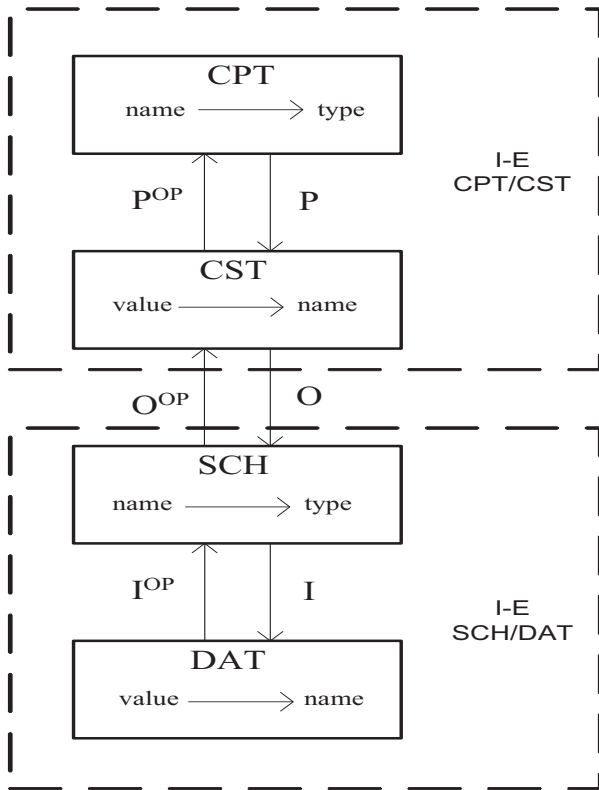 CPT
name type
I-E
CPT/CST
P^OP P
CST
value name
O^OP O
SCH
name type
I^OP I
I-E
SCH/DAT
DAT
value name